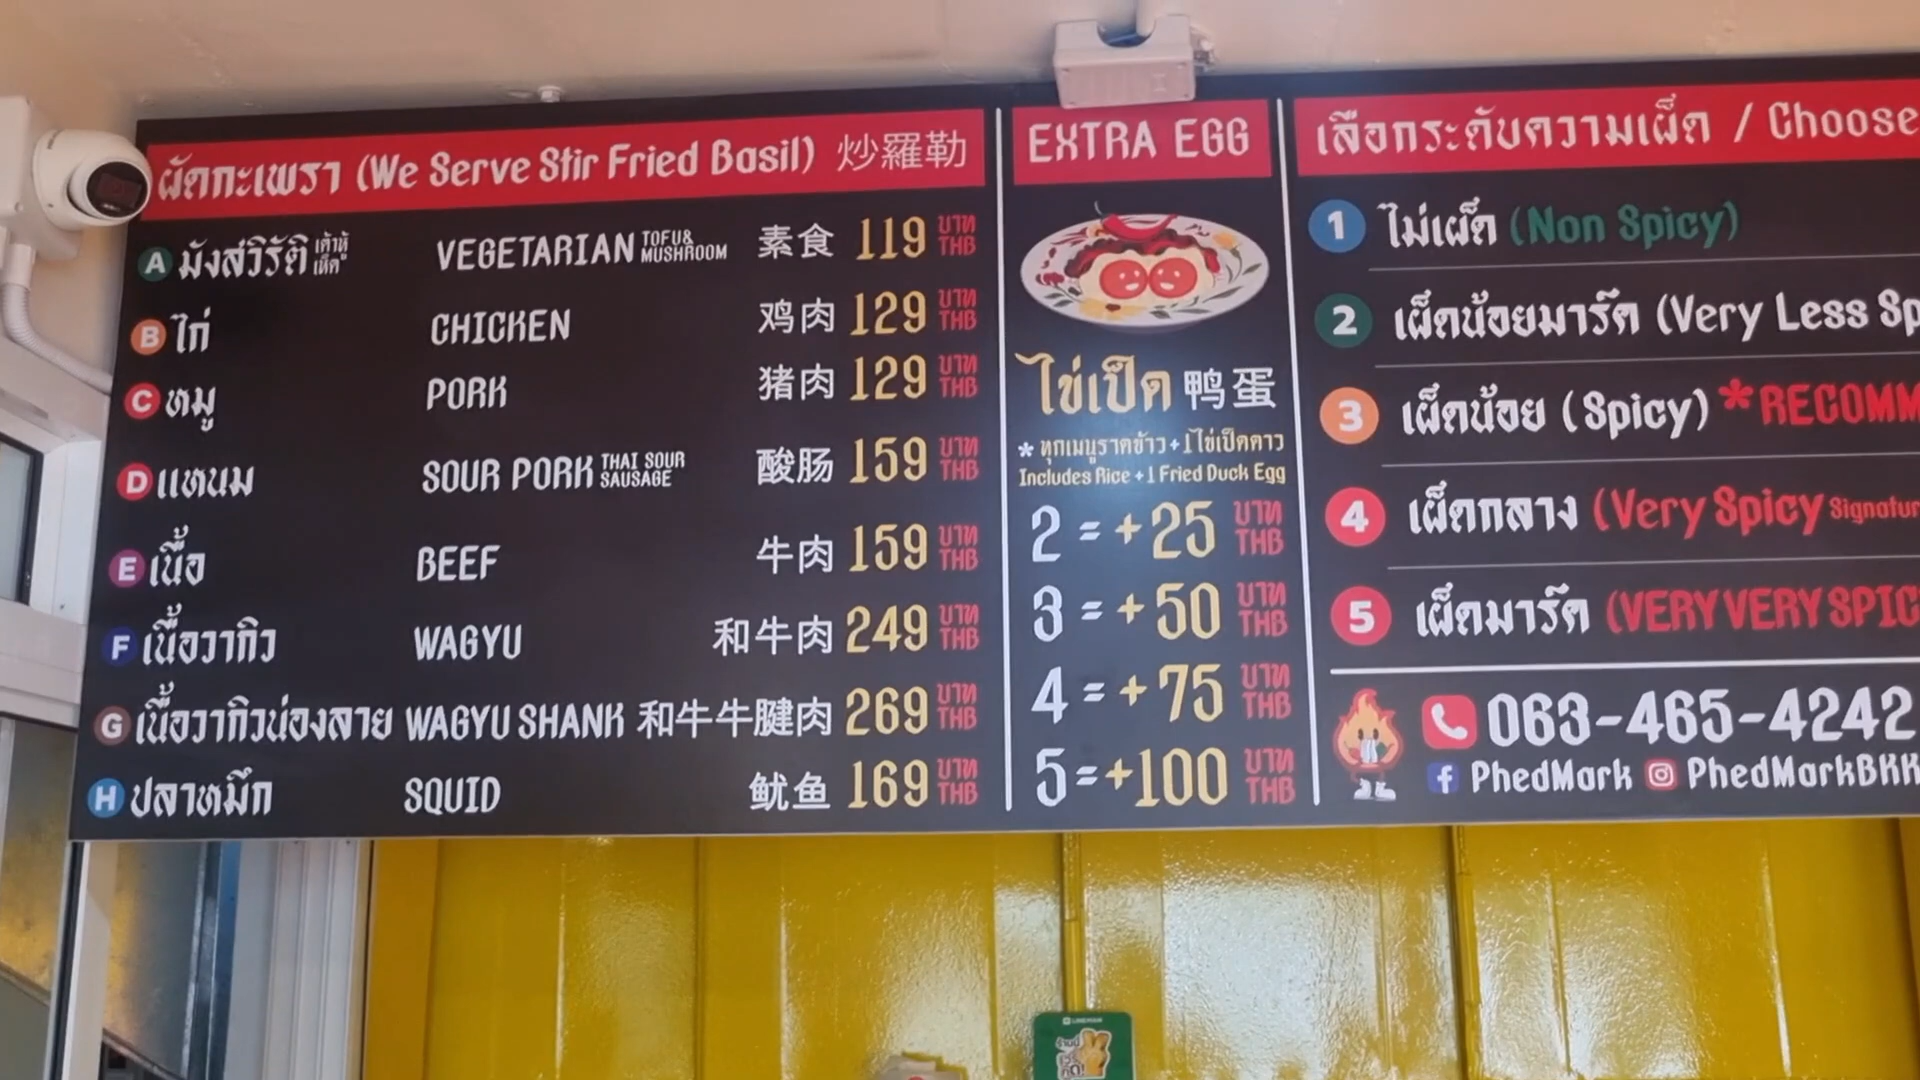 ผัดกะเพรา (We Serve Stir Fried Basil) 炒羅勒
A มังสวิรัติ เต้าหู้ เห็ด VEGETARIAN TOFU& MUSHROOM 素食 119 บาท THB
B ไก่ CHICKEN 鸡肉 129 บาท THB
C หมู PORK 猪肉 129 บาท THB
D แหนม SOUR PORK THAI SOUR SAUSAGE 酸肠 159 บาท THB
E เนื้อ BEEF 牛肉 159 บาท THB
F เนื้อวากิว WAGYU 和牛肉 249 บาท THB
G เนื้อวากิวน่องลาย WAGYU SHANK 和牛牛腱肉 269 บาท THB
H ปลาหมึก SQUID 鱿鱼 169 บาท THB
EXTRA EGG
ไข่เป็ด 鸭蛋
* ทุกเมนูราดข้าว + 1 ไข่เป็ดดาว
Includes Rice + 1 Fried Duck Egg
2 = + 25 บาท THB
3 = + 50 บาท THB
4 = + 75 บาท THB
5 = +100 บาท THB
เลือกระดับความเผ็ด / Choose
1 ไม่เผ็ด (Non Spicy)
2 เผ็ดน้อยมาร์ค (Very Less Sp
3 เผ็ดน้อย (Spicy) *RECOMM
4 เผ็ดกลาง (Very Spicy Signatur
5 เผ็ดมาร์ค (VERY VERY SPIC
063-465-4242
PhedMark PhedMarkBKK